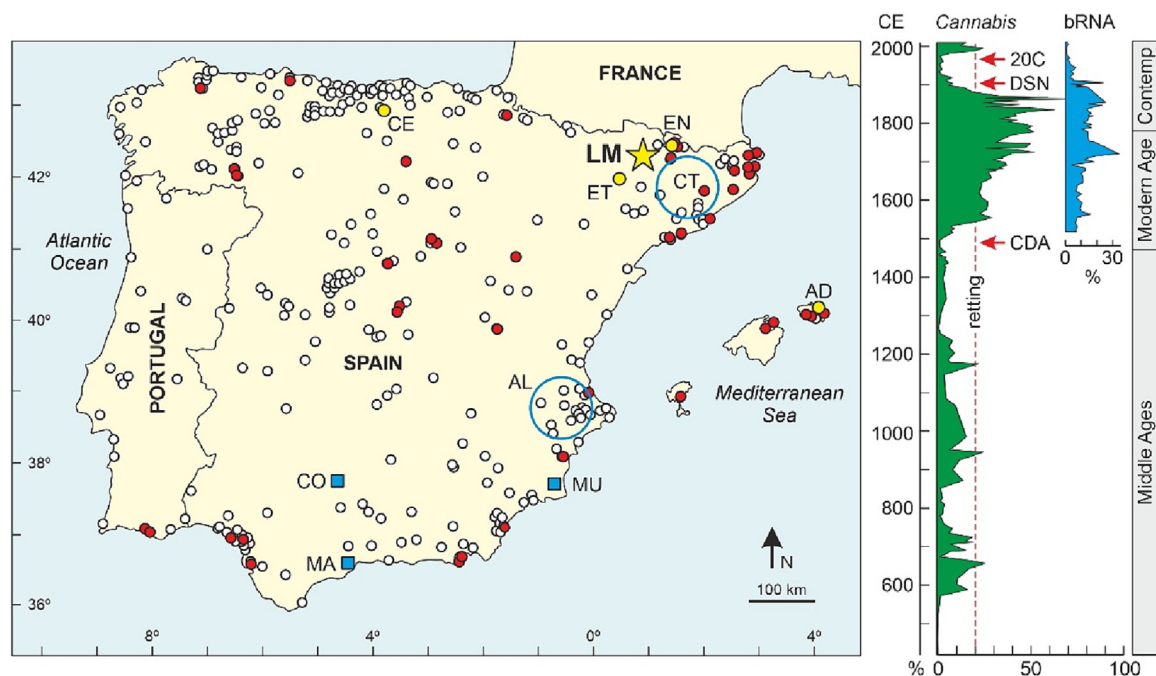 FRANCE
CE
EN
LM
CT
ET
42°
Atlantic
Ocean
AD
40°
PORTUGAL
SPAIN
AL
Mediterranean
Sea
38°
CO
MU
MA
N
100 km
36°
8°
4°
0°
4°
CE
Cannabis
bRNA
2000
1800
1600
1400
1200
1000
800
600
20C
DSN
CDA
retting
0
30
%
Contemp
Modern Age
Middle Ages
%
0
50
100